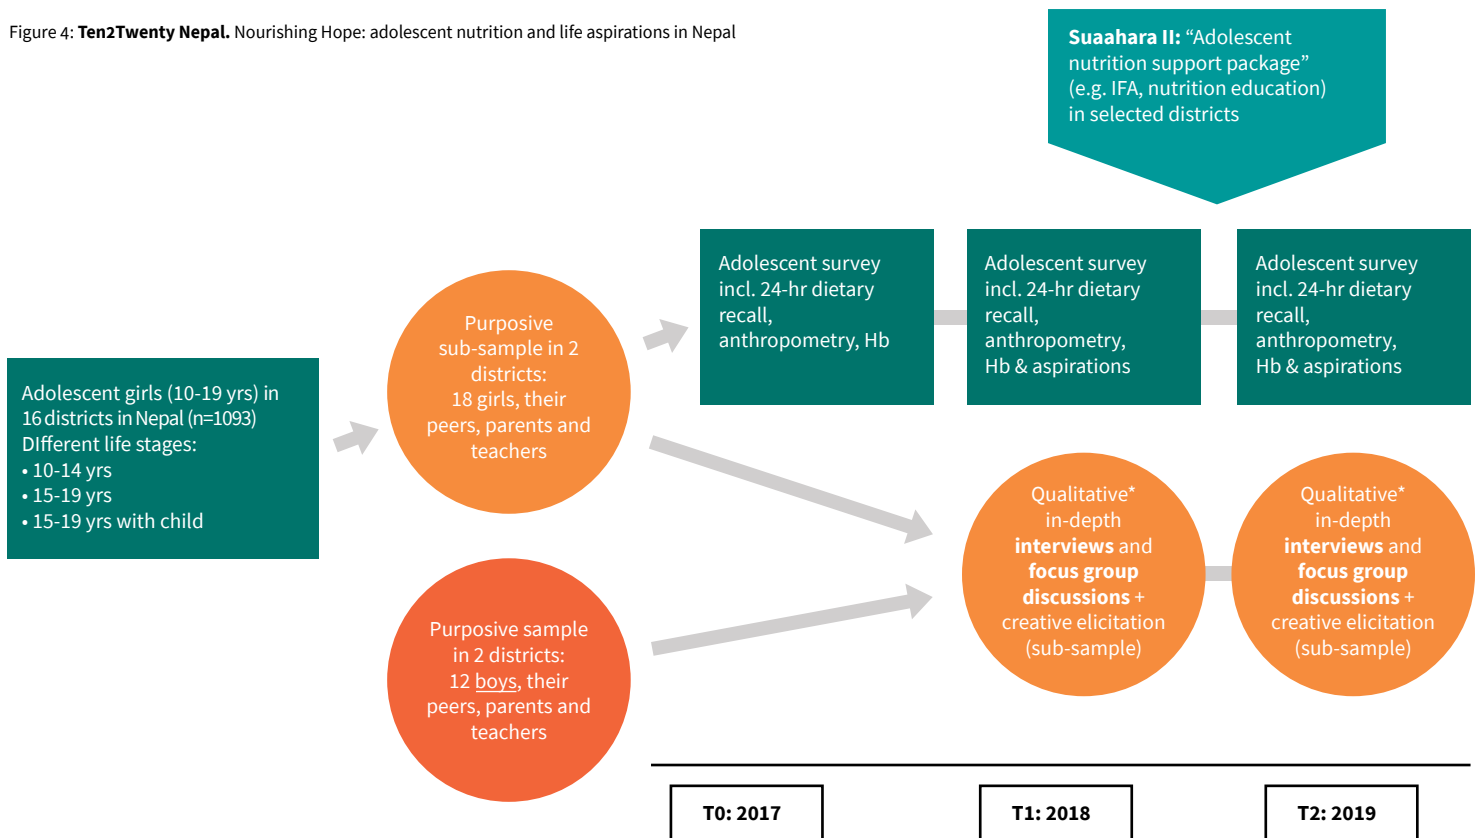 Figure 4: Ten2Twenty Nepal. Nourishing Hope: adolescent nutrition and life aspirations in Nepal
Suaahara II: “Adolescent
nutrition support package”
(e.g. IFA, nutrition education)
in selected districts
Adolescent girls (10-19 yrs) in
16 districts in Nepal (n=1093)
DIfferent life stages:
• 10-14 yrs
• 15-19 yrs
• 15-19 yrs with child
Purposive
sub-sample in 2
districts:
18 girls, their
peers, parents and
teachers
Purposive sample
in 2 districts:
12 boys, their
peers, parents and
teachers
Adolescent survey
incl. 24-hr dietary
recall,
anthropometry, Hb
Adolescent survey
incl. 24-hr dietary
recall,
anthropometry,
Hb & aspirations
Adolescent survey
incl. 24-hr dietary
recall,
anthropometry,
Hb & aspirations
Qualitative*
in-depth
interviews and
focus group
discussions +
creative elicitation
(sub-sample)
Qualitative*
in-depth
interviews and
focus group
discussions +
creative elicitation
(sub-sample)
T0: 2017
T1: 2018
T2: 2019